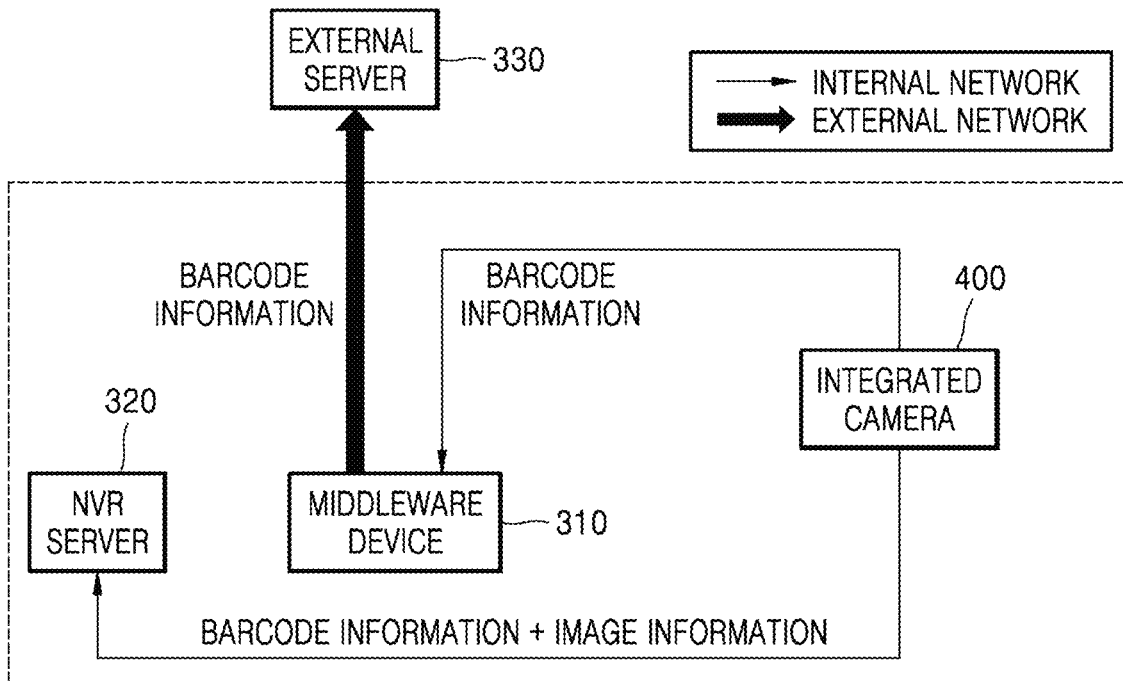 EXTERNAL
SERVER
330
INTERNAL NETWORK
EXTERNAL NETWORK
BARCODE
INFORMATION
BARCODE
INFORMATION
400
INTEGRATED
CAMERA
320
NVR
SERVER
MIDDLEWARE
DEVICE
310
BARCODE INFORMATION + IMAGE INFORMATION